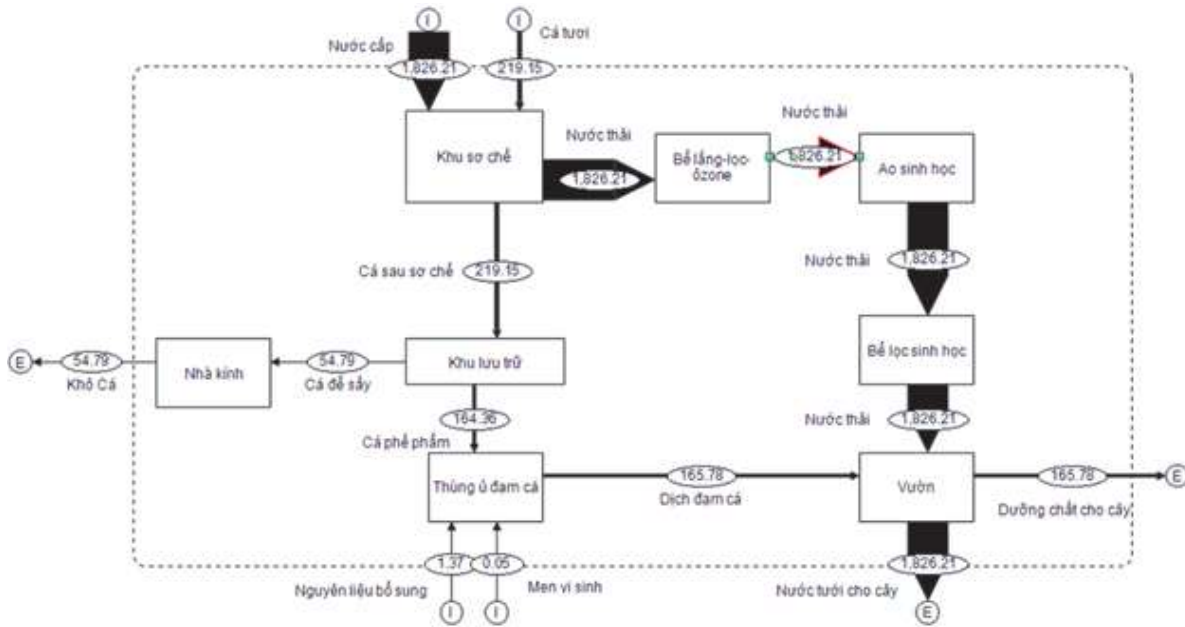 I
I
Cá tươi
Nước cấp
1,826.21
219.15
Nước thải
Nước thải
Khu sơ chế
1,826.21
Bể lắng-lọc-
ôzone
1,826.21
Ao sinh học
Cá sau sơ chế
219.15
Nước thải
1,826.21
E
54.79
Khô Cá
Nhà kính
54.79
Cá để sấy
Khu lưu trữ
Bể lọc sinh học
164.36
Cá phế phẩm
Nước thải
1,826.21
Thùng ủ đạm cá
165.78
Dịch đạm cá
Vườn
165.78
Dưỡng chất cho cây
E
1.37
0.05
Nguyên liệu bổ sung
Men vi sinh
1,826.21
Nước tưới cho cây
I
I
E